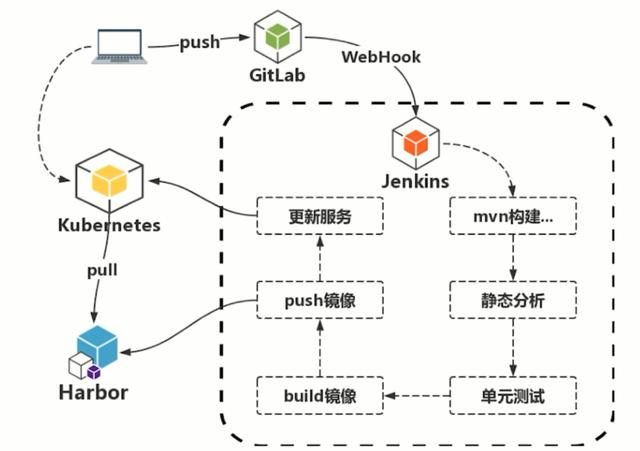 push
GitLab
WebHook
Jenkins
Kubernetes
更新服务
mvn构建...
pull
push镜像
静态分析
Harbor
build镜像
单元测试